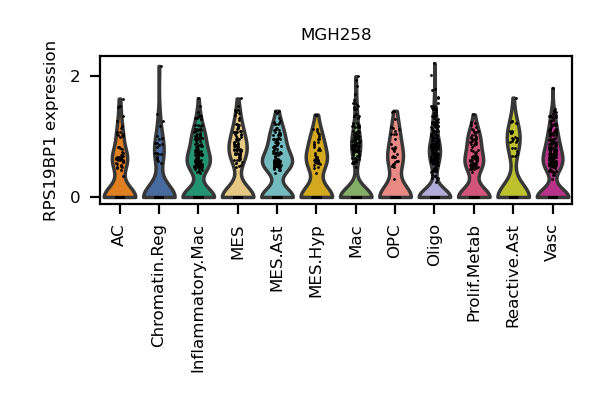 MGH258
RPS19BP1 expression
2
0
AC
Chromatin.Reg
Inflammatory.Mac
MES
MES.Ast
MES.Hyp
Mac
OPC
Oligo
Prolif.Metab
Reactive.Ast
Vasc